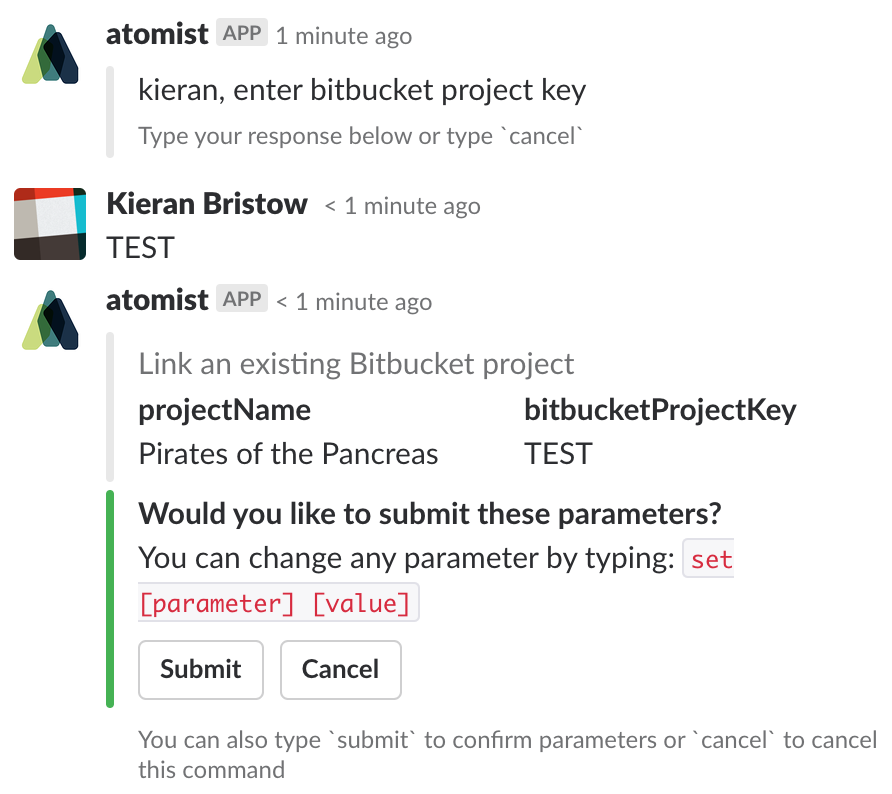 atomist APP 1 minute ago
kieran, enter bitbucket project key
Type your response below or type `cancel`
Kieran Bristow < 1 minute ago
TEST
atomist APP < 1 minute ago
Link an existing Bitbucket project
projectName bitbucketProjectKey
Pirates of the Pancreas TEST
Would you like to submit these parameters?
You can change any parameter by typing: set
[parameter] [value]
Submit Cancel
You can also type `submit` to confirm parameters or `cancel` to cancel
this command